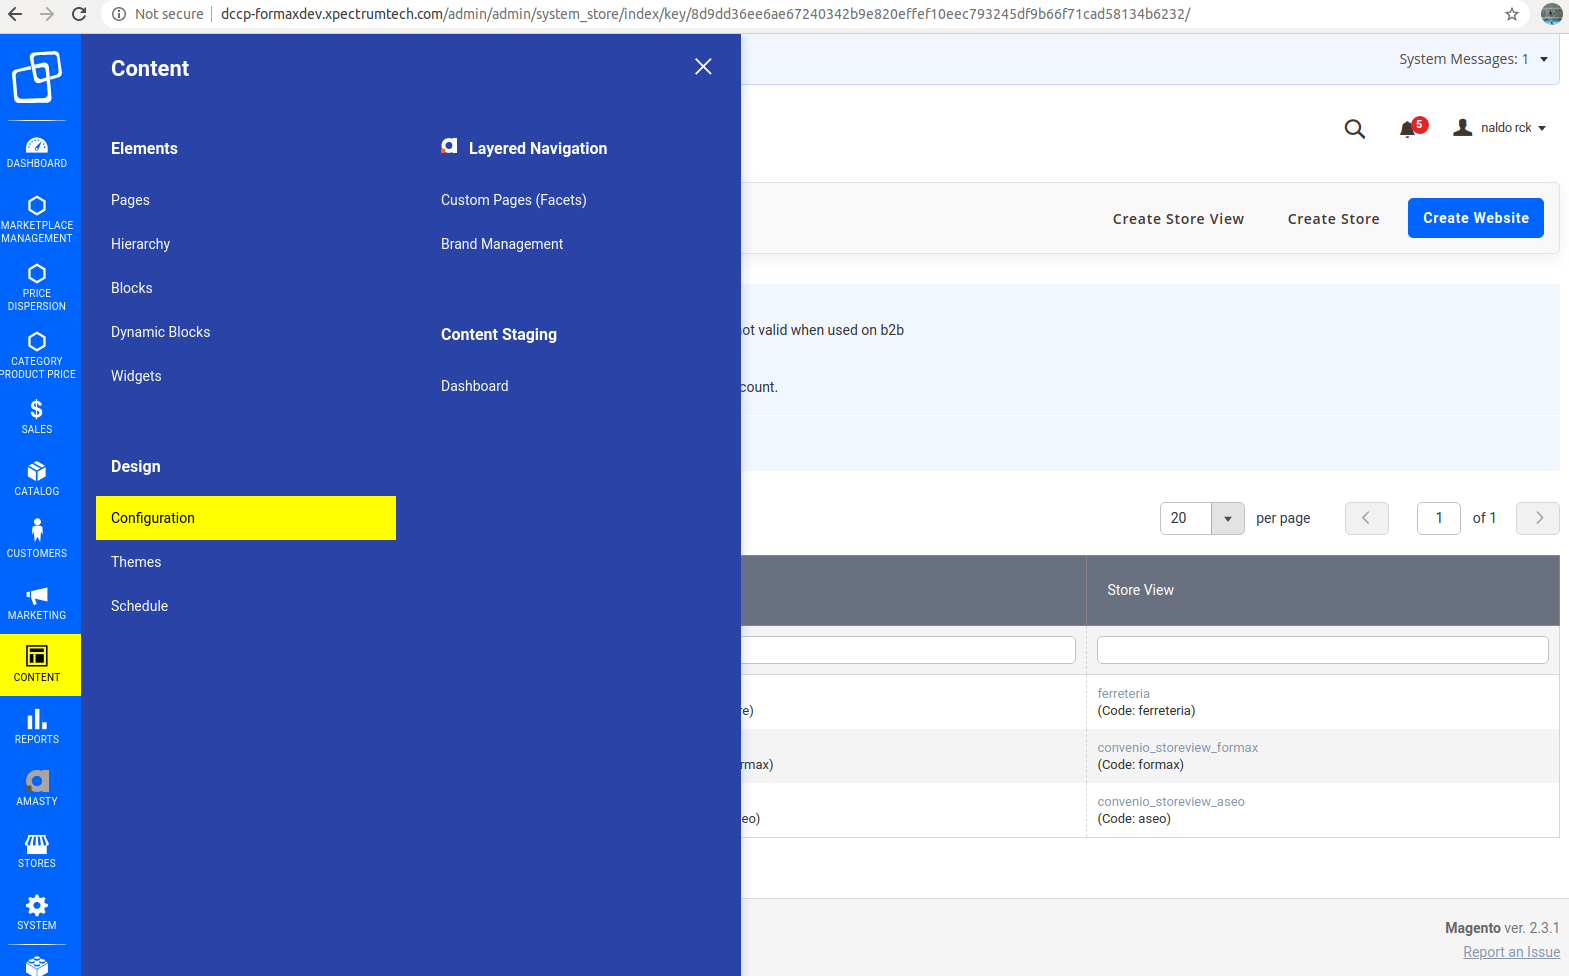 Not secure | dccp-formaxdev.xpectrumtech.com/admin/admin/system_store/index/key/8d9dd36ee6ae67240342b9e820effef10eec793245df9b66f71cad58134b6232/
DASHBOARD
MARKETPLACE
MANAGEMENT
PRICE
DISPERSION
CATEGORY
PRODUCT PRICE
$
SALES
CATALOG
CUSTOMERS
MARKETING
CONTENT
REPORTS
AMASTY
STORES
SYSTEM
Content
Elements
Pages
Hierarchy
Blocks
Dynamic Blocks
Widgets
Design
Configuration
Themes
Schedule
Layered Navigation
Custom Pages (Facets)
Brand Management
Content Staging
Dashboard
System Messages: 1
5
naldo rck
Create Store View
Create Store
Create Website
ot valid when used on b2b
count.
20
per page
1
of 1
Store View
re)
ferreteria
(Code: ferreteria)
rmax)
convenio_storeview_formax
(Code: formax)
eo)
convenio_storeview_aseo
(Code: aseo)
Magento ver. 2.3.1
Report an Issue